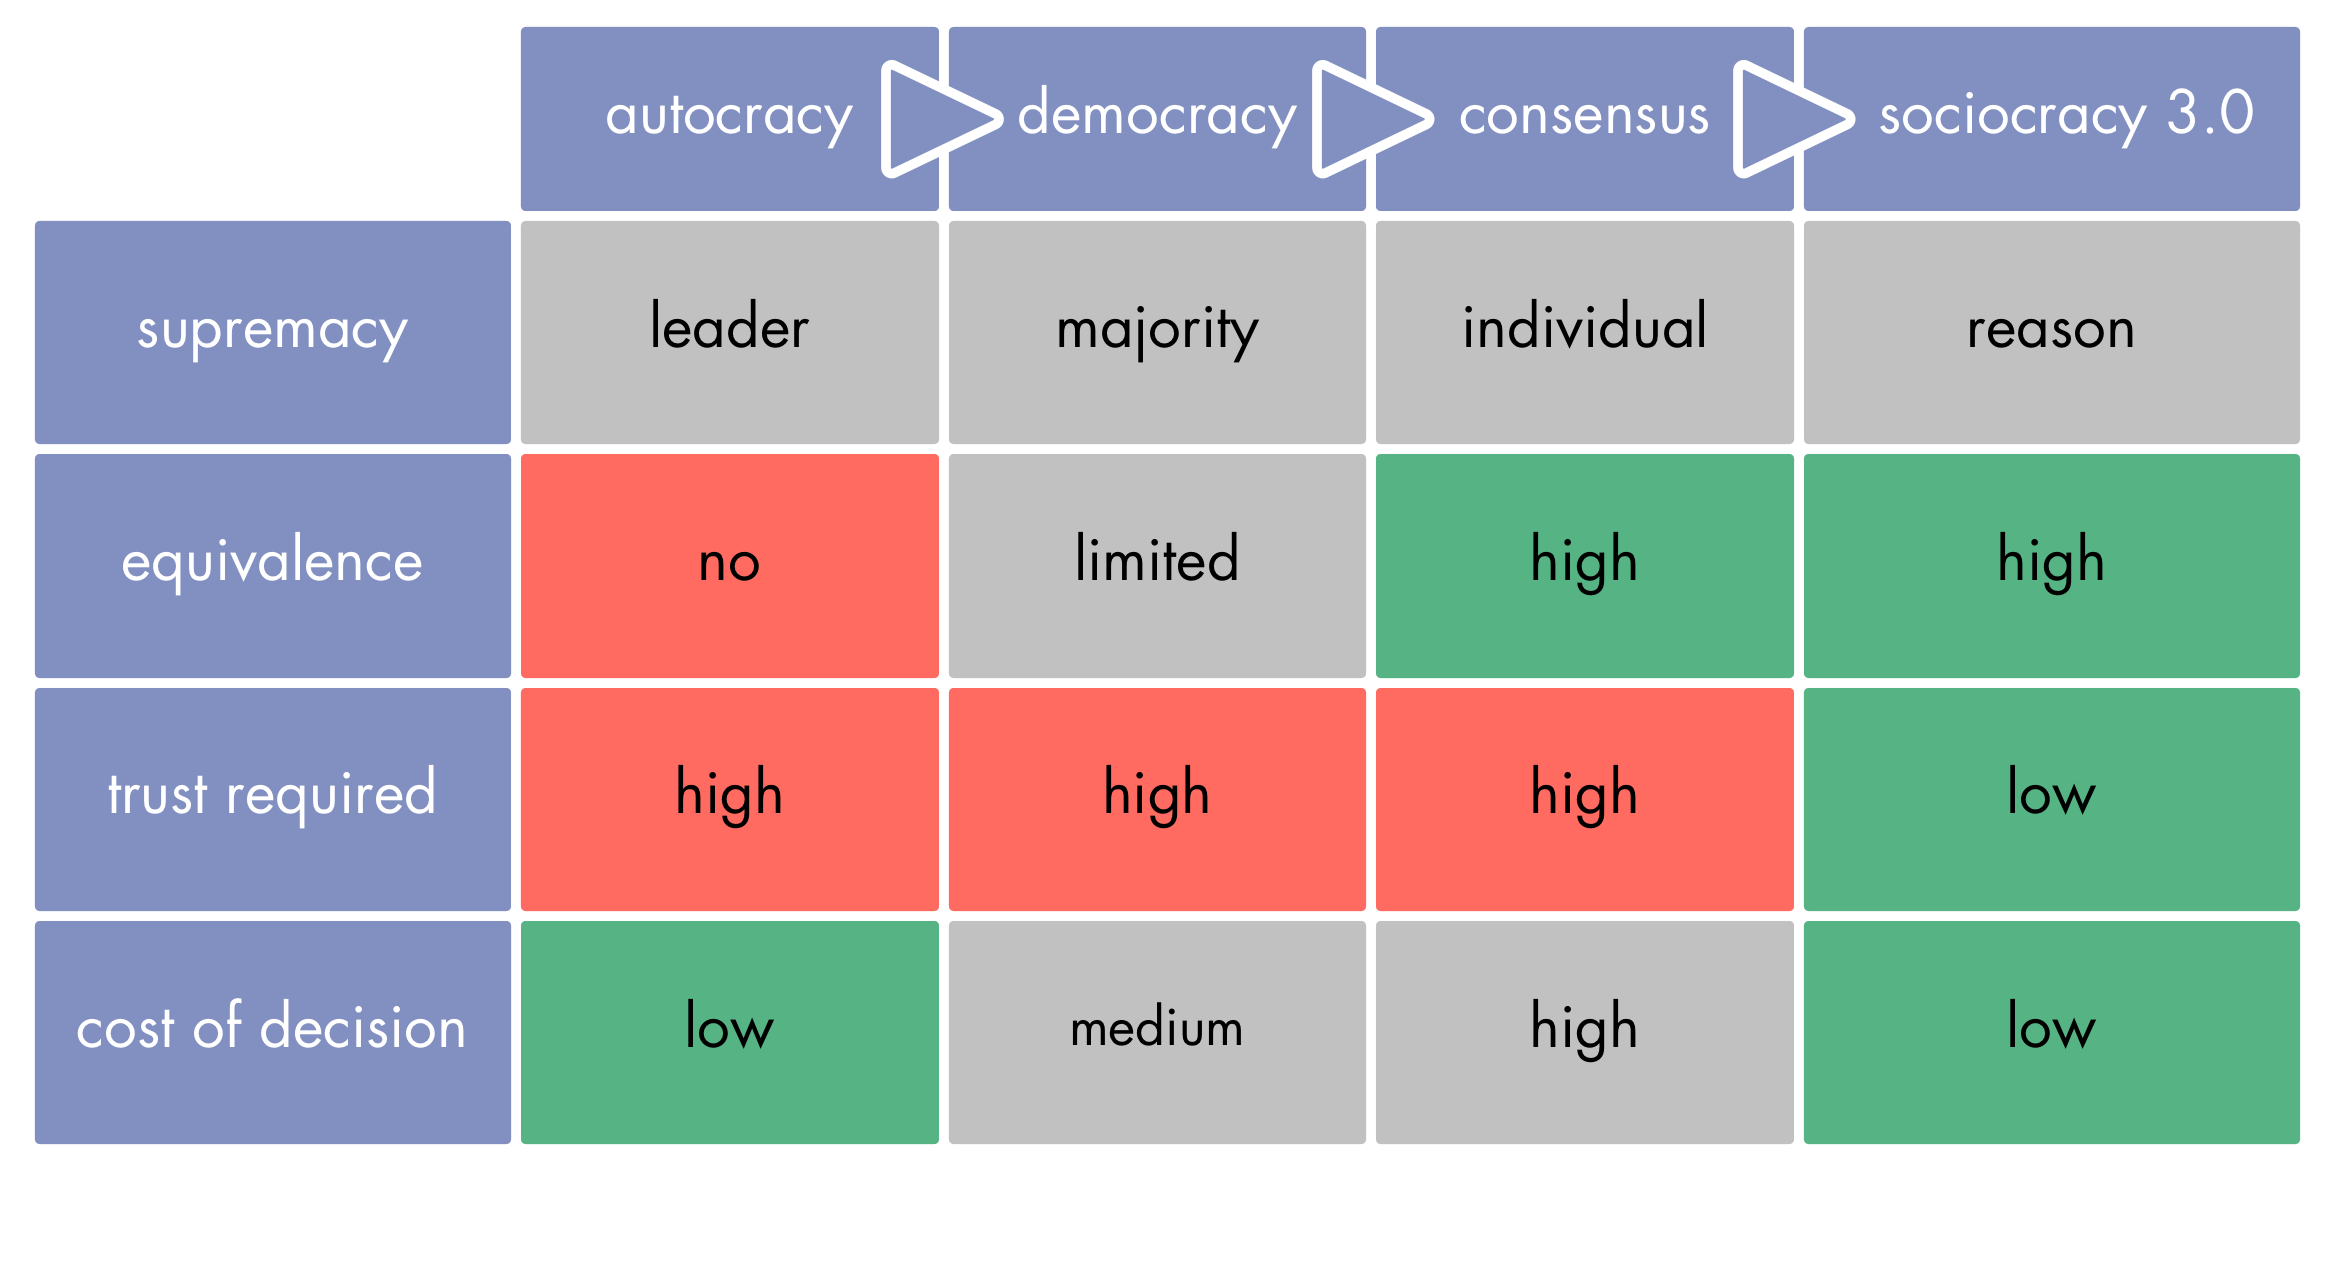 autocracy democracy consensus sociocracy 3.0
supremacy leader majority individual reason
equivalence no limited high high
trust required high high high low
cost of decision low medium high low